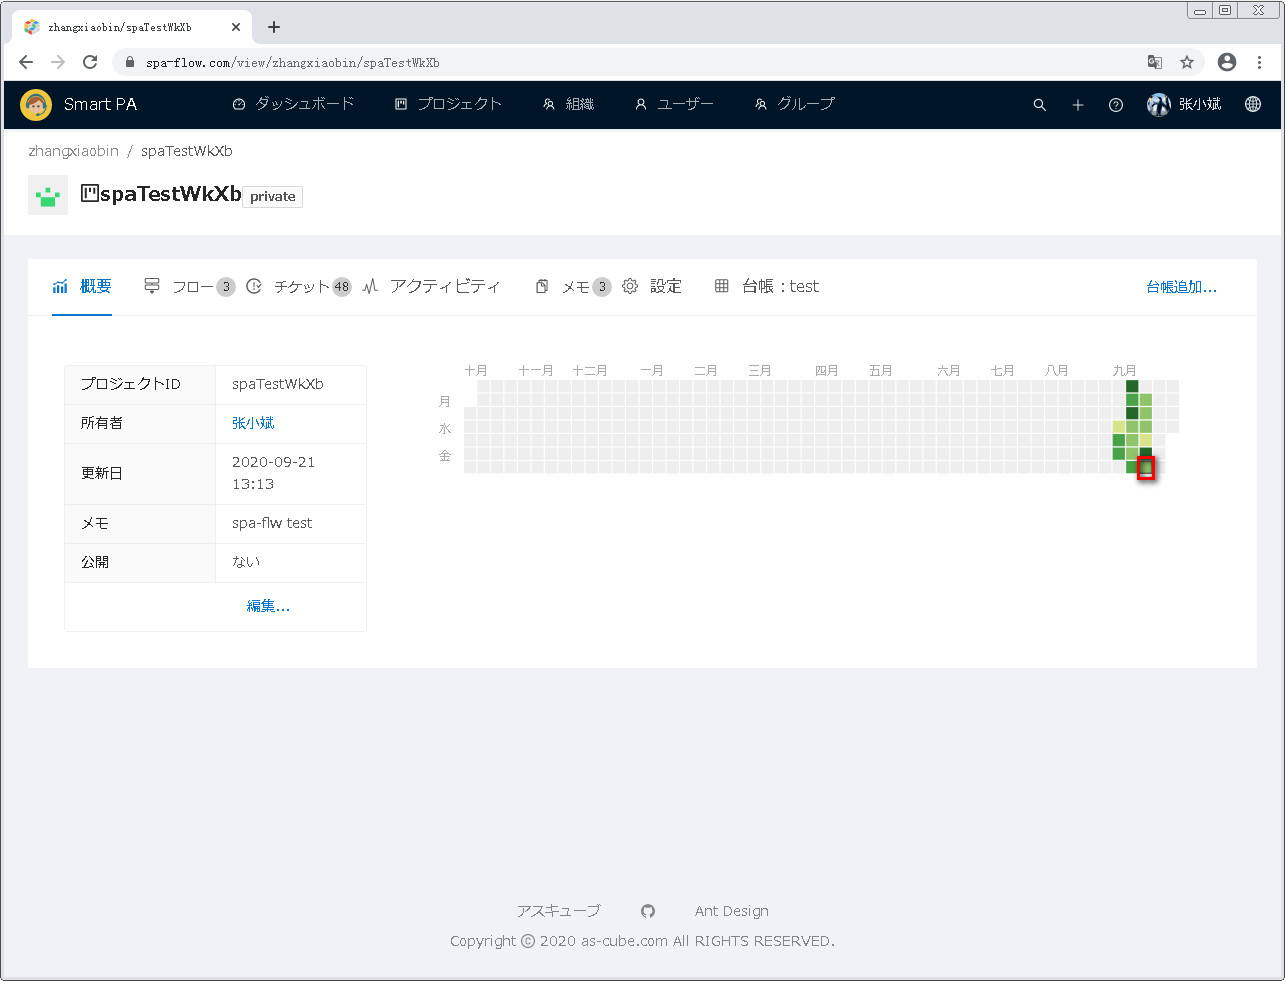 zhangxiaobin/spaTestWkXb
spa-flow.com/view/zhangxiaobin/spaTestWkXb
Smart PA ダッシュボード プロジェクト 組織 ユーザー グループ 张小斌
zhangxiaobin / spaTestWkXb
spaTestWkXb private
概要 フロー 3 チケット 48 アクティビティ メモ 3 設定 台帳：test 台帳追加...
十月 十一月 十二月 一月 二月 三月 四月 五月 六月 七月 八月 九月
月
水
金
プロジェクトID spaTestWkXb
所有者 张小斌
更新日 2020-09-21 13:13
メモ spa-flw test
公開 ない
編集...
アスキューブ Ant Design
Copyright © 2020 as-cube.com All RIGHTS RESERVED.